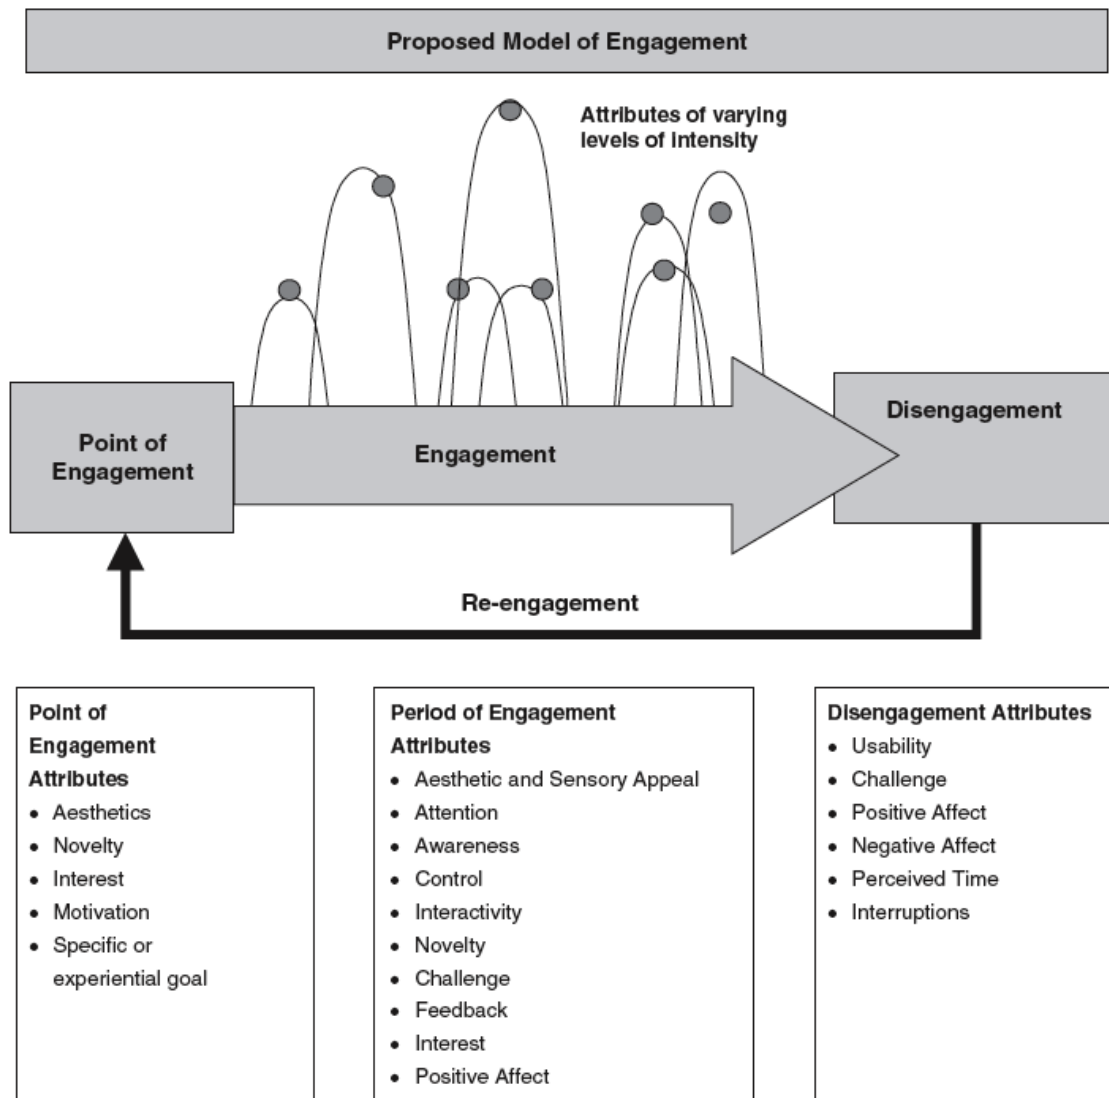 Proposed Model of Engagement
Attributes of varying
levels of intensity
Point of
Engagement
Engagement
Disengagement
Re-engagement
Point of
Engagement
Attributes
• Aesthetics
• Novelty
• Interest
• Motivation
• Specific or
experiential goal
Period of Engagement
Attributes
• Aesthetic and Sensory Appeal
• Attention
• Awareness
• Control
• Interactivity
• Novelty
• Challenge
• Feedback
• Interest
• Positive Affect
Disengagement Attributes
• Usability
• Challenge
• Positive Affect
• Negative Affect
• Perceived Time
• Interruptions